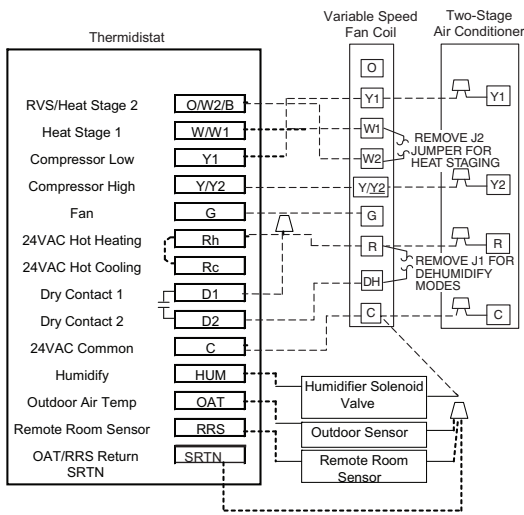 Variable Speed
Fan Coil
Two-Stage
Air Conditioner
Thermidistat
O
RVS/Heat Stage 2 O/W2/B Y1 Y1
Heat Stage 1 W/W1 W1
REMOVE J2
JUMPER FOR
HEAT STAGING
Compressor Low Y1 W2
Compressor High Y/Y2 Y/Y2 Y2
Fan G G
24VAC Hot Heating Rh R R
24VAC Hot Cooling Rc
REMOVE J1 FOR
DEHUMIDIFY
MODES
Dry Contact 1 D1 DH
Dry Contact 2 D2 C C
24VAC Common C
Humidify HUM
Humidifier Solenoid
Valve
Outdoor Air Temp OAT
Outdoor Sensor
Remote Room Sensor RRS
Remote Room
Sensor
OAT/RRS Return
SRTN
SRTN